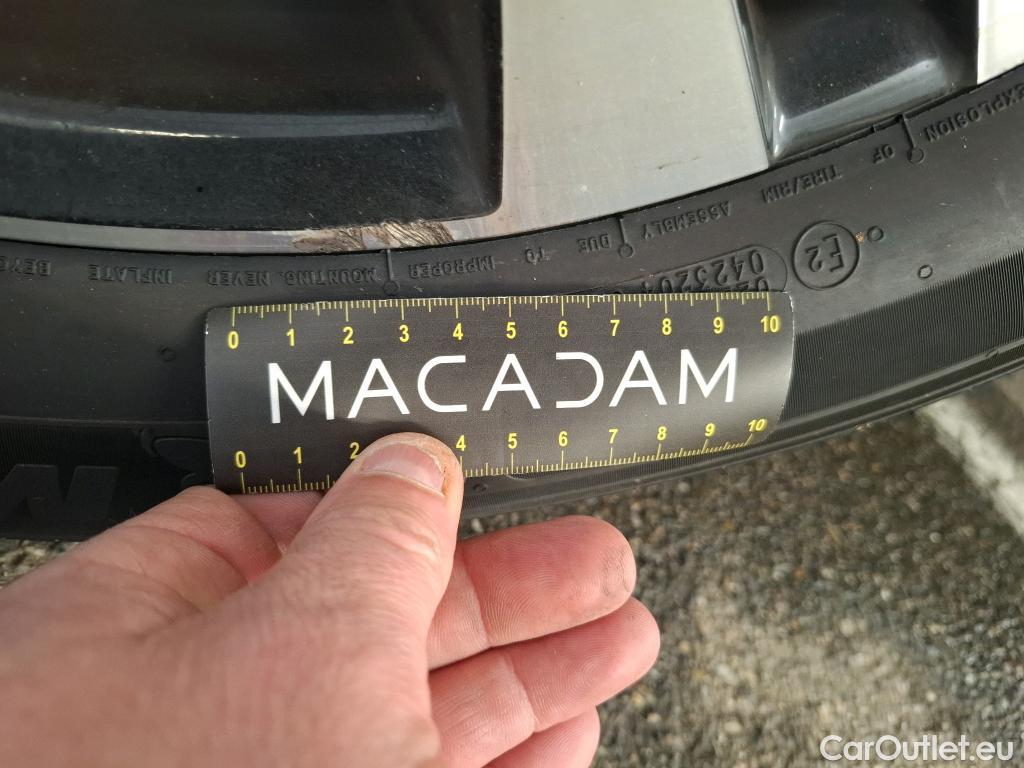 EXPLOSION
OF
TIRE/RIM
ASSEMBLY
DUE
TO
IMPROPER
MOUNTING. NEVER
INFLATE
E2
0 1 2 3 4 5 6 7 8 9 10
MACADAM
0 1 2 4 5 6 7 8 9 10
CarOutlet.eu